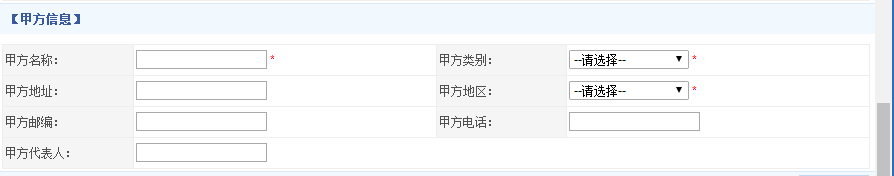 【甲方信息】
甲方名称： * 甲方类别： --请选择-- *
甲方地址： 甲方地区： --请选择-- *
甲方邮编： 甲方电话：
甲方代表人：